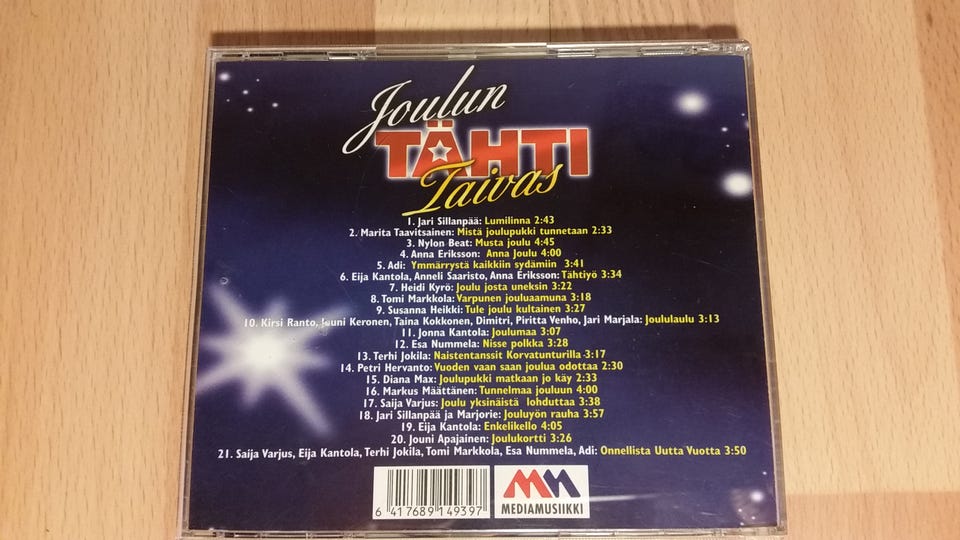 Joulun
TÄHTI
Taivas
1. Jari Sillanpää: Lumilinna 2:43
2. Marita Taavitsainen: Mistä joulupukki tunnetaan 2:33
3. Nylon Beat: Musta joulu 4:45
4. Anna Eriksson: Anna Joulu 4:00
5. Adi: Ymmärrystä kaikkiin sydämiin 3:41
6. Eija Kantola, Anneli Saaristo, Anna Eriksson: Tähtiyö 3:34
7. Heidi Kyrö: Joulu josta uneksin 3:22
8. Tomi Markkola: Varpunen jouluaamuna 3:18
9. Susanna Heikki: Tule joulu kultainen 3:27
10. Kirsi Ranto, Jouni Keronen, Taina Kokkonen, Dimitri, Piritta Venho, Jari Marjala: Joululaulu 3:13
11. Jonna Kantola: Joulumaa 3:07
12. Esa Nummela: Nisse polkka 3:28
13. Terhi Jokila: Naistentanssit Korvatunturilla 3:17
14. Petri Hervanto: Vuoden vaan saan joulua odottaa 2:30
15. Diana Max: Joulupukki matkaan jo käy 2:33
16. Markus Määttänen: Tunnelmaa jouluun 4:00
17. Saija Varjus: Joulu yksinäistä lohduttaa 3:38
18. Jari Sillanpää ja Marjorie: Jouluyön rauha 3:57
19. Eija Kantola: Enkelikello 4:05
20. Jouni Apajainen: Joulukortti 3:26
21. Saija Varjus, Eija Kantola, Terhi Jokila, Tomi Markkola, Esa Nummela, Adi: Onnellista Uutta Vuotta 3:50
6 417689 149397
MEDIAMUSIIKKI